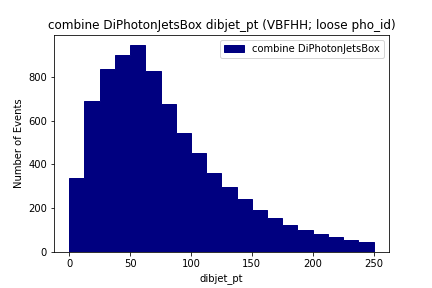 combine DiPhotonJetsBox dibjet_pt (VBFHH; loose pho_id)
combine DiPhotonJetsBox
Number of Events
800
600
400
200
0
0 50 100 150 200 250
dibjet_pt